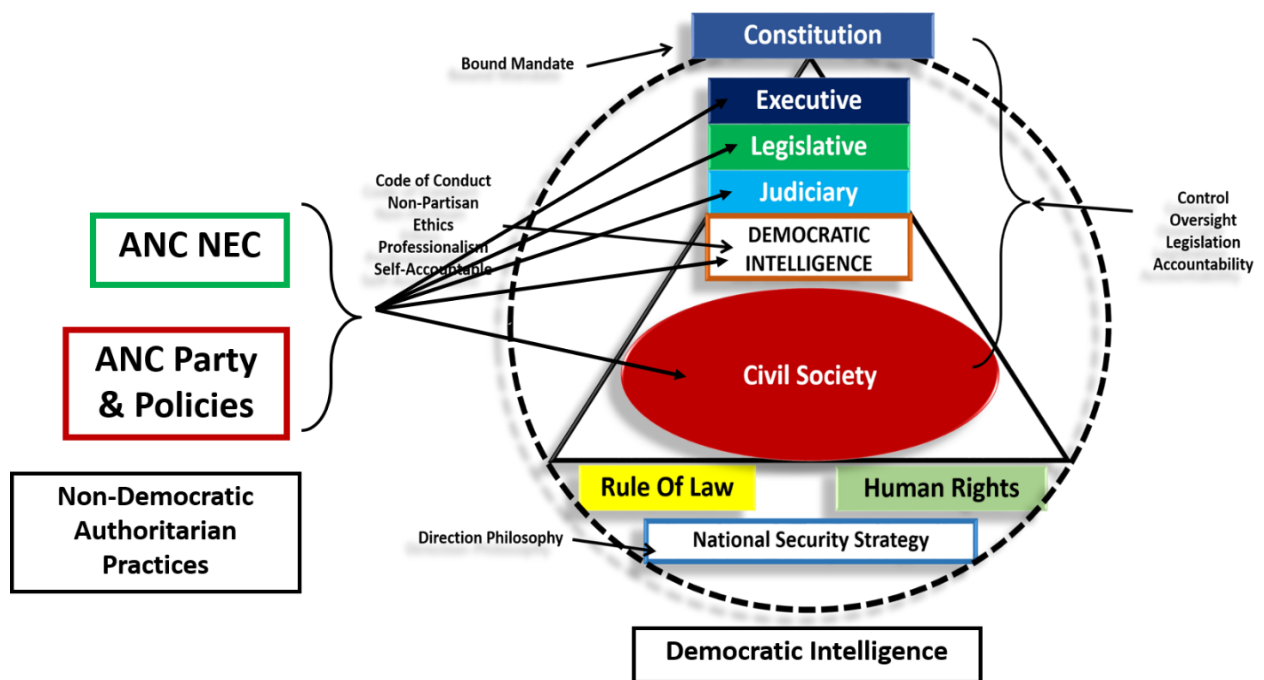 Constitution
Bound Mandate
Executive
Legislative
Judiciary
DEMOCRATIC
INTELLIGENCE
Code of Conduct
Non-Partisan
Ethics
Professionalism
Self-Accountable
Control
Oversight
Legislation
Accountability
ANC NEC
ANC Party
& Policies
Civil Society
Non-Democratic
Authoritarian
Practices
Rule Of Law
Human Rights
Direction Philosophy
National Security Strategy
Democratic Intelligence